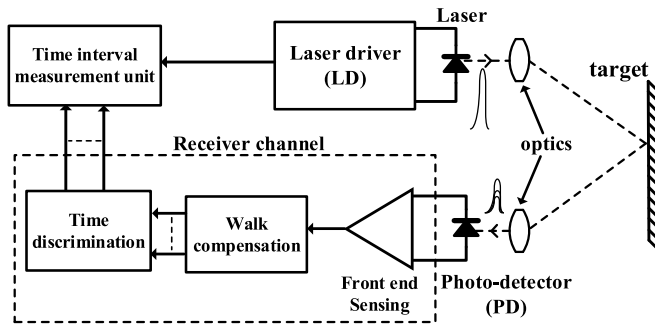 Laser
Time interval
measurement unit
Laser driver
(LD)
target
optics
Receiver channel
Time
discrimination
Walk
compensation
Front end
Sensing
Photo-detector
(PD)